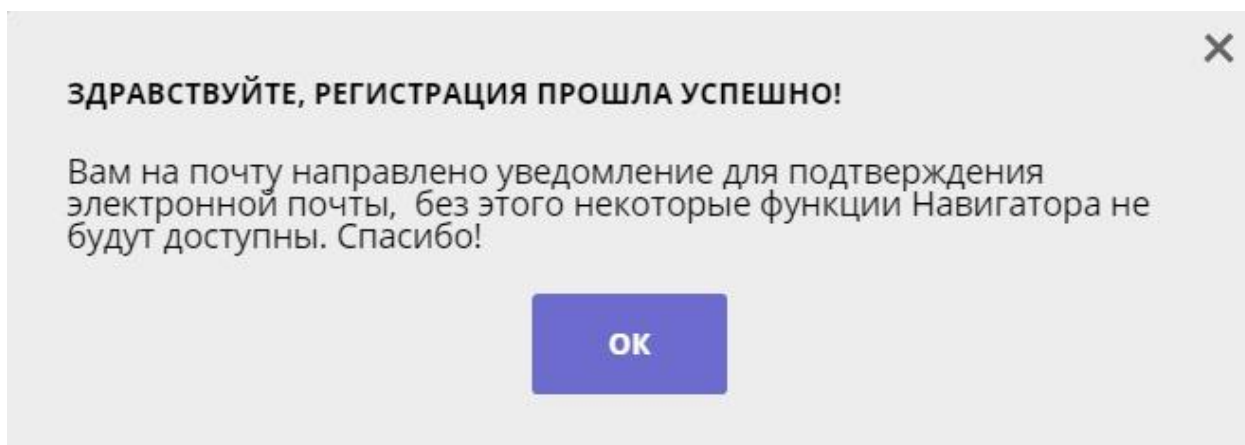 ЗДРАВСТВУЙТЕ, РЕГИСТРАЦИЯ ПРОШЛА УСПЕШНО!
Вам на почту направлено уведомление для подтверждения
электронной почты,  без этого некоторые функции Навигатора не
будут доступны. Спасибо!
ОК